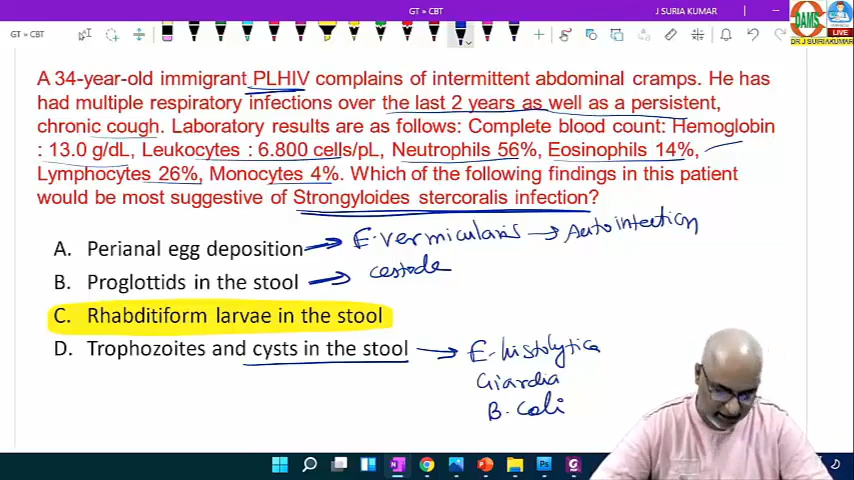 GT » CBT
J SURIA KUMAR
GT » CBT
DAMS
LIVE
DR J SURIAKUMAR
A 34-year-old immigrant PLHIV complains of intermittent abdominal cramps. He has
had multiple respiratory infections over the last 2 years as well as a persistent,
chronic cough. Laboratory results are as follows: Complete blood count: Hemoglobin
: 13.0 g/dL, Leukocytes : 6.800 cells/pL, Neutrophils 56%, Eosinophils 14%,
Lymphocytes 26%, Monocytes 4%. Which of the following findings in this patient
would be most suggestive of Strongyloides stercoralis infection?
A. Perianal egg deposition → E. vermicularis → Autoinfection
B. Proglottids in the stool → cestode
C. Rhabditiform larvae in the stool
D. Trophozoites and cysts in the stool → E. histolytica
Giardia
B. Coli